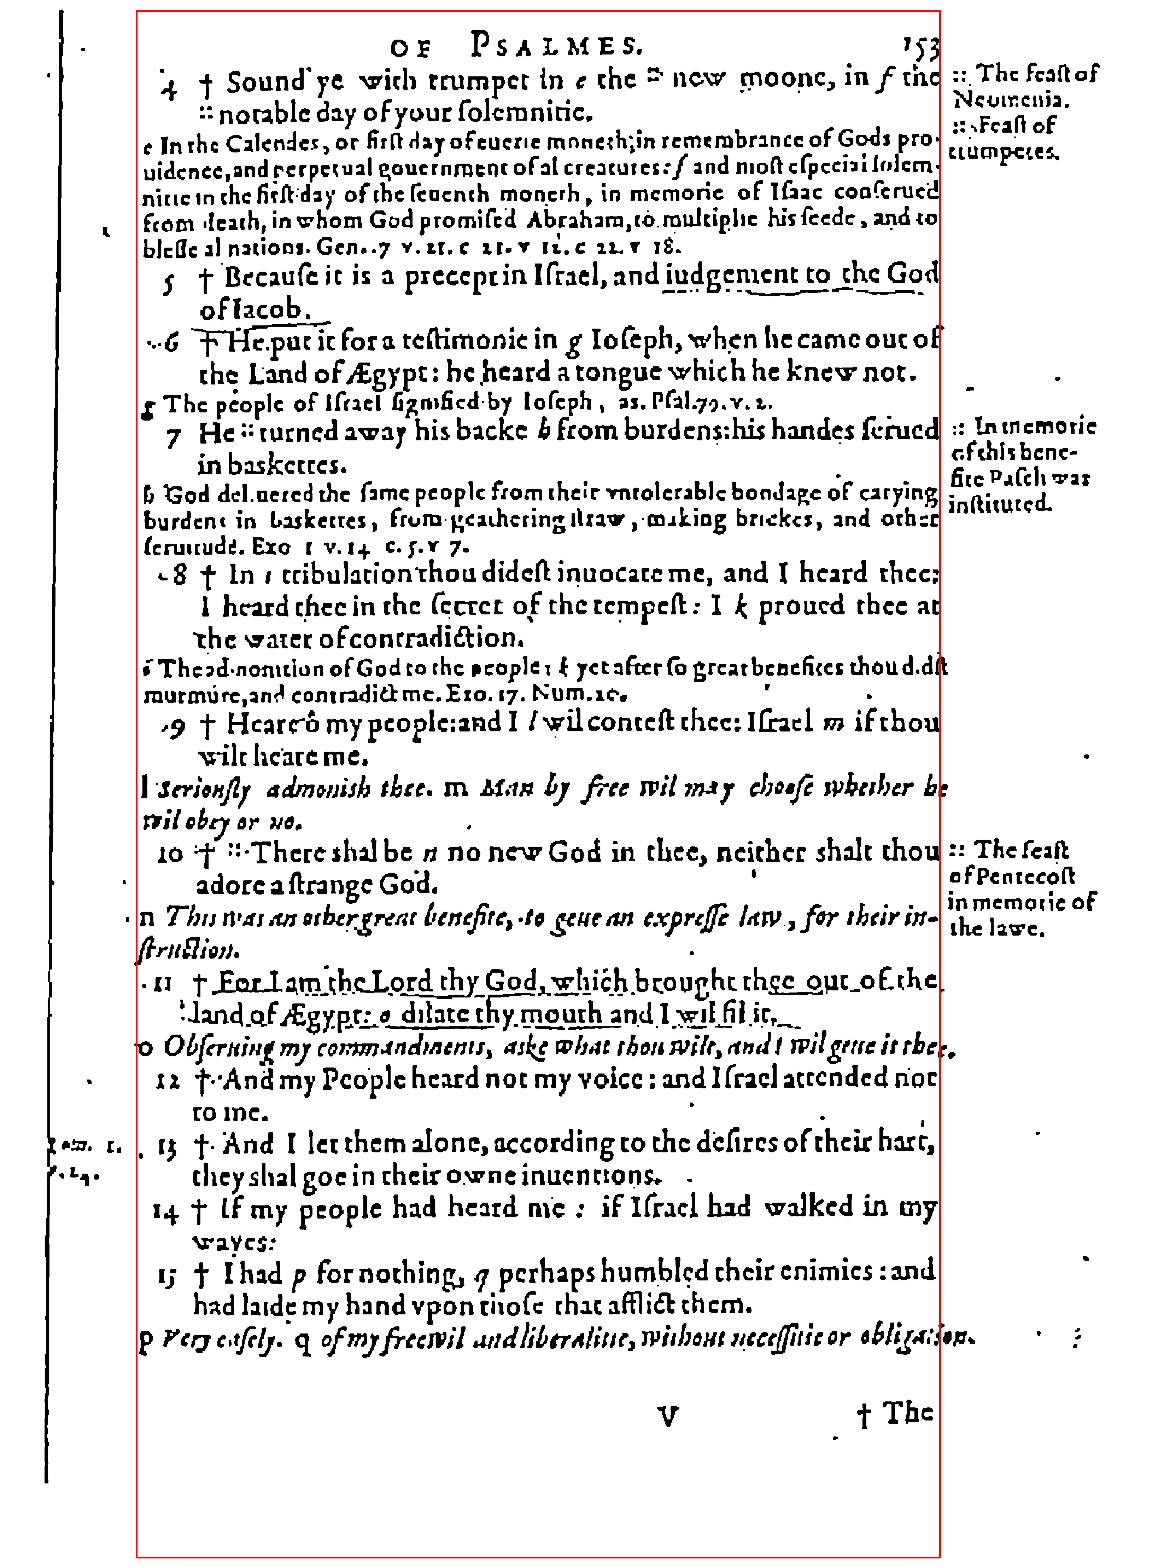 OF PSALMES. 153
4 † Sound ye with trumpet in e the :: new moone, in f the
:: notable day of your ſolemnitie.
:: The feaſt of
Neomenia.
:: Feaſt of
trumpetes.
e In the Calendes, or firſt day of euerie moneth; in remembrance of Gods pro-
uidence, and perpetual gouernment of al creatures: f and moſt eſpecial ſolem-
nitie in the firſt day of the ſeuenth moneth, in memorie of Iſaac conſerued
from death, in whom God promiſed Abraham, to multiplie his ſeede, and to
bleſſe al nations. Gen. 17 v. 21. c 21. v 12. c 22. v 18.
5 † Becauſe it is a precept in Iſrael, and iudgement to the God
of Iacob.
6 † He put it for a teſtimonie in g Ioſeph, when he came out of
the Land of Ægypt: he heard a tongue which he knew not.
g The people of Iſrael ſignified by Ioſeph, as. Pſal. 79. v. 2.
7 He :: turned away his backe h from burdens: his handes ſerued
in baskettes.
:: In memorie
of this bene-
fite Paſch was
inſtituted.
h God deliuered the ſame people from their vntolerable bondage of carying
burdens in baskettes, from geathering ſtraw, making brickes, and other
ſeruitude. Exo 1 v. 14 c. 5. v 7.
8 † In i tribulation thou dideſt inuocate me, and I heard thee:
I heard thee in the ſecret of the tempeſt: I k proued thee at
the water of contradiction.
i The admonition of God to the people: k yet after ſo great benefites thou didſt
murmure, and contradict me. Exo. 17. Num. 20.
9 † Heare ô my people: and I l wil conteſt thee: Iſrael m if thou
wilt heare me.
l Seriouſly admonish thee. m Man by free wil may chooſe whether he
wil obey or no.
10 † :: There shal be n no new God in thee, neither shalt thou
adore a ſtrange God.
:: The feaſt
of Pentecoſt
in memorie of
the lawe.
n This was an other great benefite, to geue an expreſſe law, for their in-
ſtruction.
11 † For I am the Lord thy God, which brought thee out of the
land of Ægypt: o dilate thy mouth and I wil fil it.
o Obſeruing my commandments, aske what thou wilt, and I wil geue it thee.
12 † And my People heard not my voice: and Iſrael attended not
to me.
Rom. 1.
v. 24.
13 † And I let them alone, according to the deſires of their hart,
they shal goe in their owne inuentions.
14 † If my people had heard me: if Iſrael had walked in my
wayes:
15 † I had p for nothing, q perhaps humbled their enimies: and
had laide my hand vpon thoſe that afflict them.
p Very eaſely. q of my freewil and liberalitie, without neceſſitie or obligation.
V † The